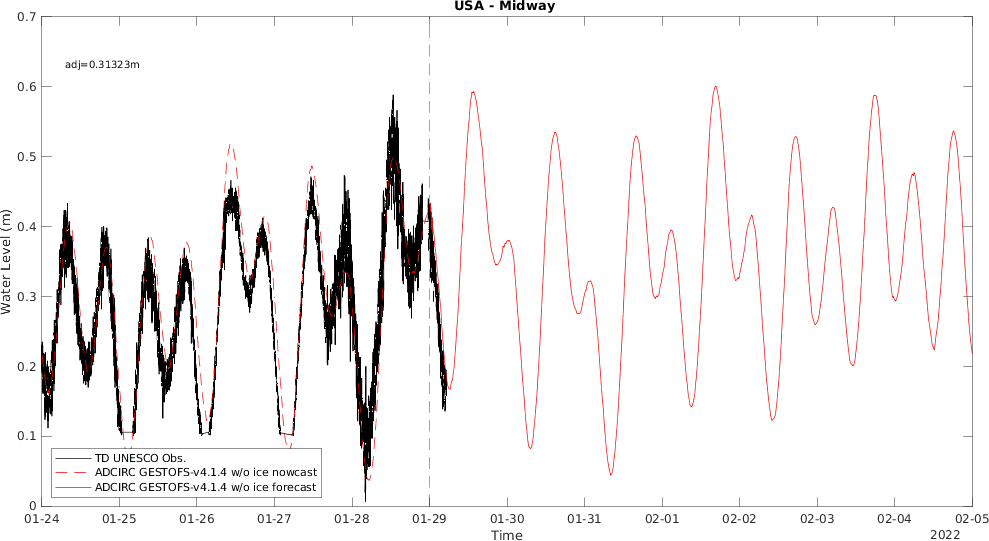 USA - Midway
0.7
0.6
0.5
0.4
0.3
0.2
0.1
0
Water Level (m)
adj=0.31323m
TD UNESCO Obs.
ADCIRC GESTOFS-v4.1.4 w/o ice nowcast
ADCIRC GESTOFS-v4.1.4 w/o ice forecast
01-24 01-25 01-26 01-27 01-28 01-29 01-30 01-31 02-01 02-02 02-03 02-04 02-05
Time
2022